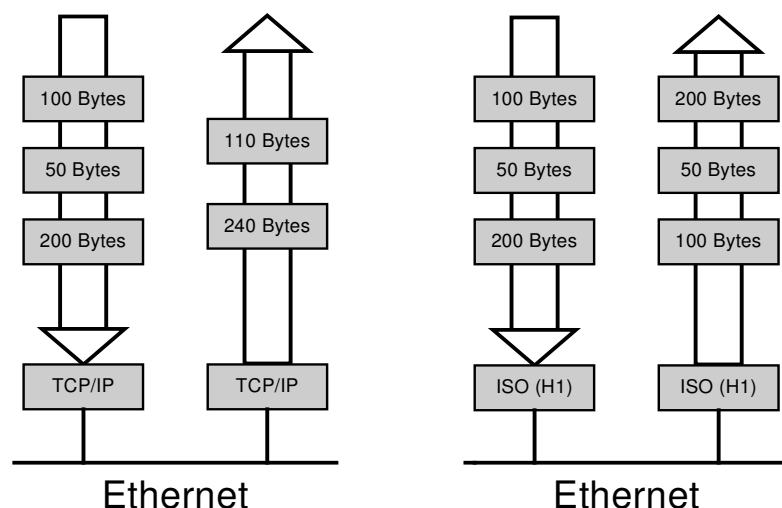 100 Bytes
50 Bytes
200 Bytes
TCP/IP
110 Bytes
240 Bytes
TCP/IP
Ethernet
100 Bytes
50 Bytes
200 Bytes
ISO (H1)
200 Bytes
50 Bytes
100 Bytes
ISO (H1)
Ethernet